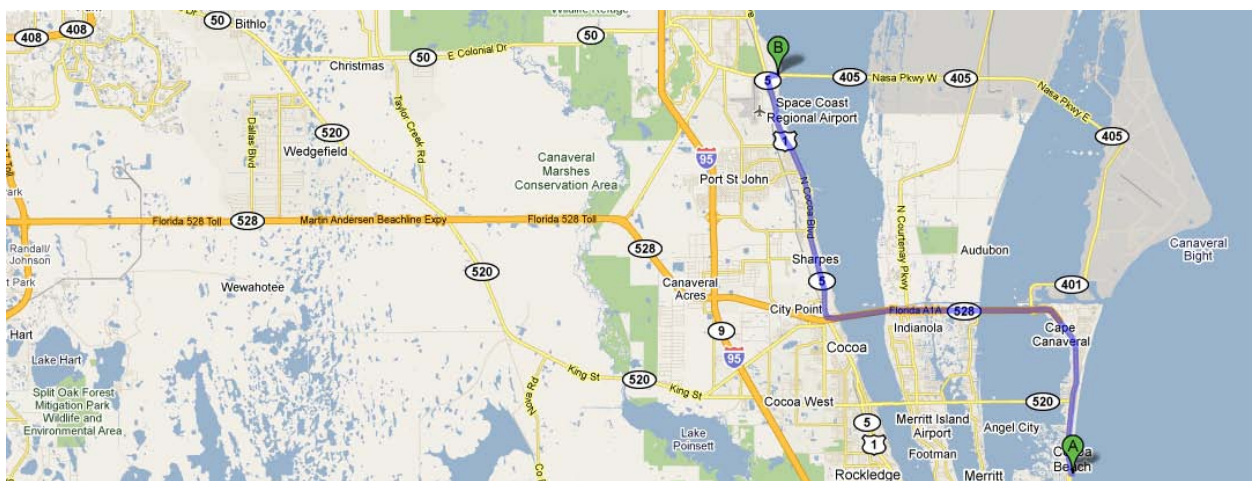 50
Bithlo
408
408
50
E Colonial Dr
50
Christmas
Taylor Creek Rd
520
Dallas Blvd
Wedgefield
Canaveral
Marshes
Conservation Area
B
5
405
Nasa Pkwy W
405
Nasa Pkwy E
405
Space Coast
Regional Airport
1
95
Port St John
N Cocoa Blvd
N Courtenay Pkwy
Audubon
Canaveral
Bight
Florida 528 Toll
528
Martin Andersen Beachline Expy
Florida 528 Toll
528
520
Randall/
Johnson
Wewahotee
Sharpes
5
401
Canaveral
Acres
City Point
Florida A1A
528
Indianola
Cape
Canaveral
Hart
9
95
Cocoa
Lake Hart
Split Oak Forest
Mitigation Park
Wildlife and
Environmental Area
Nova Rd
King St
520
King St
Cocoa West
520
Merritt Island
Airport
Angel City
5
1
Lake
Poinsett
Footman
A
Beach
Rockledge
Merritt